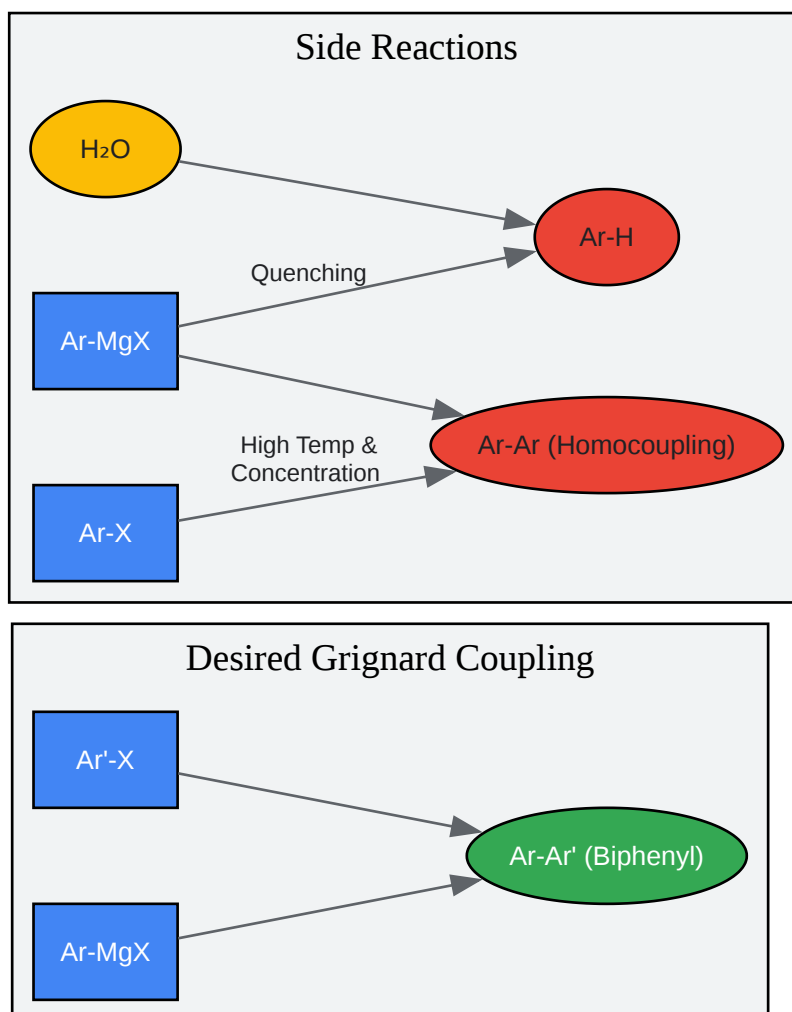 Side Reactions
H₂O
Ar-H
Quenching
Ar-MgX
High Temp &
Concentration
Ar-Ar (Homocoupling)
Ar-X
Desired Grignard Coupling
Ar'-X
Ar-Ar' (Biphenyl)
Ar-MgX